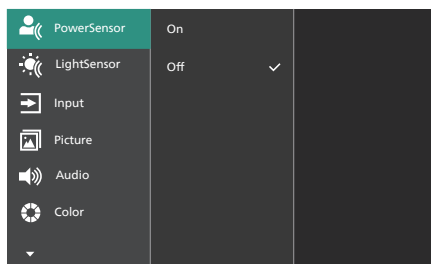 PowerSensor
On
LightSensor
Off
Input
Picture
Audio
Color